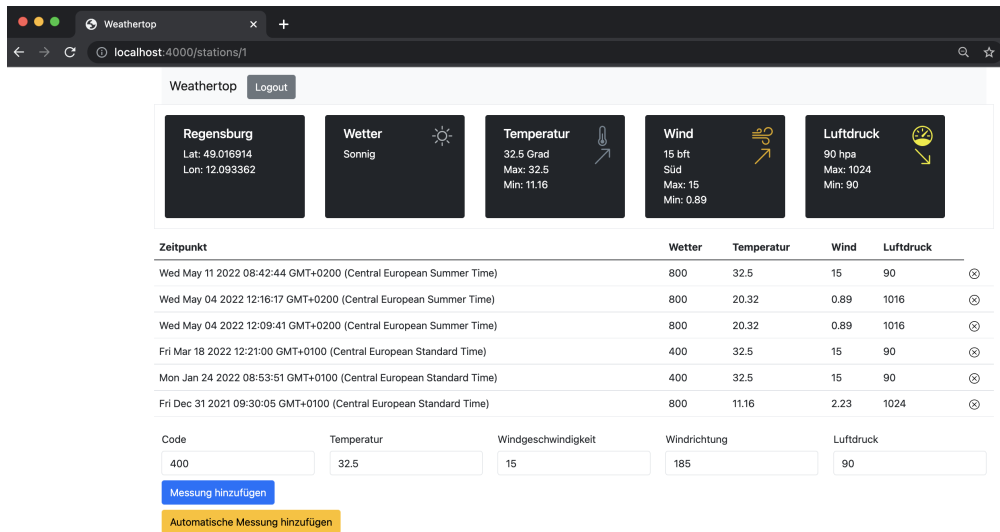 Weathertop
localhost:4000/stations/1
Weathertop Logout
Regensburg
Lat: 49.016914
Lon: 12.093362
Wetter
Sonnig
Temperatur
32.5 Grad
Max: 32.5
Min: 11.16
Wind
15 bft
Süd
Max: 15
Min: 0.89
Luftdruck
90 hpa
Max: 1024
Min: 90
Zeitpunkt Wetter Temperatur Wind Luftdruck
Wed May 11 2022 08:42:44 GMT+0200 (Central European Summer Time) 800 32.5 15 90
Wed May 04 2022 12:16:17 GMT+0200 (Central European Summer Time) 800 20.32 0.89 1016
Wed May 04 2022 12:09:41 GMT+0200 (Central European Summer Time) 800 20.32 0.89 1016
Fri Mar 18 2022 12:21:00 GMT+0100 (Central European Standard Time) 400 32.5 15 90
Mon Jan 24 2022 08:53:51 GMT+0100 (Central European Standard Time) 400 32.5 15 90
Fri Dec 31 2021 09:30:05 GMT+0100 (Central European Standard Time) 800 11.16 2.23 1024
Code Temperatur Windgeschwindigkeit Windrichtung Luftdruck
400 32.5 15 185 90
Messung hinzufügen
Automatische Messung hinzufügen